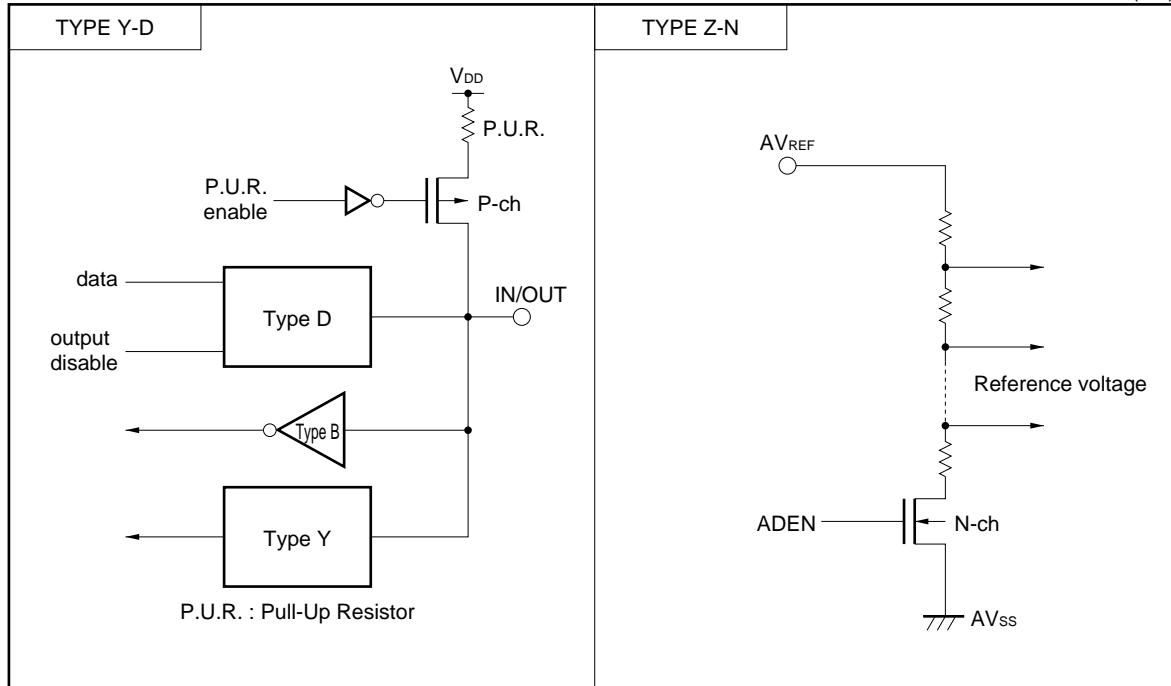 TYPE Y-D
VDD
P.U.R.
P.U.R.
enable
P-ch
data
IN/OUT
Type D
output
disable
Type B
Type Y
P.U.R. : Pull-Up Resistor
TYPE Z-N
AVREF
Reference voltage
ADEN
N-ch
AVSS